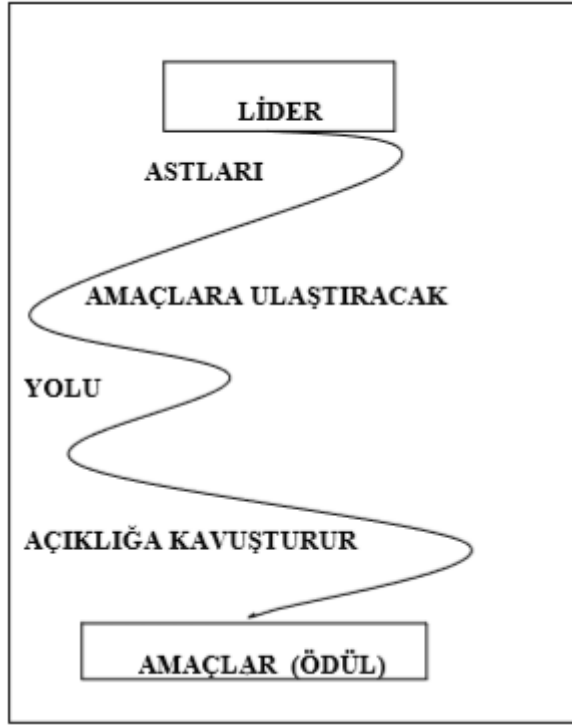 LİDER
ASTLARI
AMAÇLARA ULAŞTIRACAK
YOLU
AÇIKLIĞA KAVUŞTURUR
AMAÇLAR (ÖDÜL)